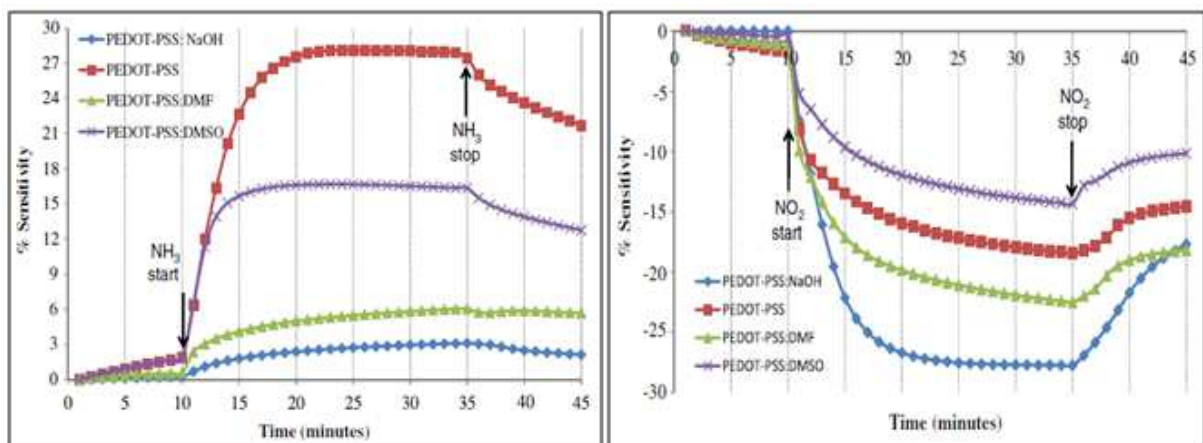 30
27
24
21
18
15
12
9
6
3
0
% Sensitivity
PEDOT-PSS: NaOH
PEDOT-PSS
PEDOT-PSS:DMF
PEDOT-PSS:DMSO
NH3
start
NH3
stop
0 5 10 15 20 25 30 35 40 45
Time (minutes)
0
-5
-10
-15
-20
-25
-30
% Sensitivity
0 5 10 15 20 25 30 35 40 45
NO2
start
NO2
stop
PEDOT-PSS:NaOH
PEDOT-PSS
PEDOT-PSS:DMF
PEDOT-PSS:DMSO
Time (minutes)